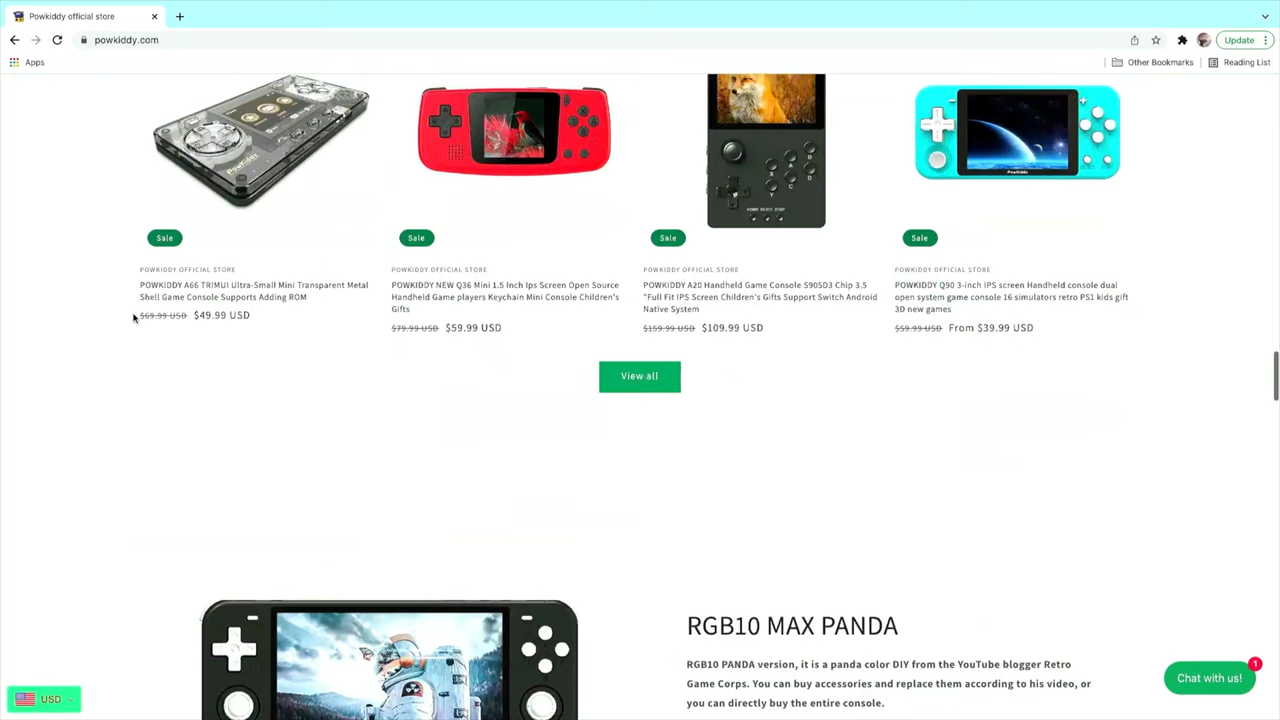 Powkiddy official store
powkiddy.com
Update
Apps
Other Bookmarks
Reading List
Sale
Sale
Sale
Sale
POWKIDDY OFFICIAL STORE
POWKIDDY A66 TRIMUI Ultra-Small Mini Transparent Metal
Shell Game Console Supports Adding ROM
$69.99 USD $49.99 USD
POWKIDDY OFFICIAL STORE
POWKIDDY NEW Q36 Mini 1.5 Inch Ips Screen Open Source
Handheld Game players Keychain Mini Console Children's
Gifts
$79.99 USD $59.99 USD
POWKIDDY OFFICIAL STORE
POWKIDDY A20 Handheld Game Console S905D3 Chip 3.5
"Full Fit IPS Screen Children's Gifts Support Switch Android
Native System
$159.99 USD $109.99 USD
POWKIDDY OFFICIAL STORE
POWKIDDY Q90 3-inch IPS screen Handheld console dual
open system game console 16 simulators retro PS1 kids gift
3D new games
$59.99 USD From $39.99 USD
View all
RGB10 MAX PANDA
RGB10 PANDA version, it is a panda color DIY from the YouTube blogger Retro
Game Corps. You can buy accessories and replace them according to his video, or
you can directly buy the entire console.
USD
Chat with us!
1